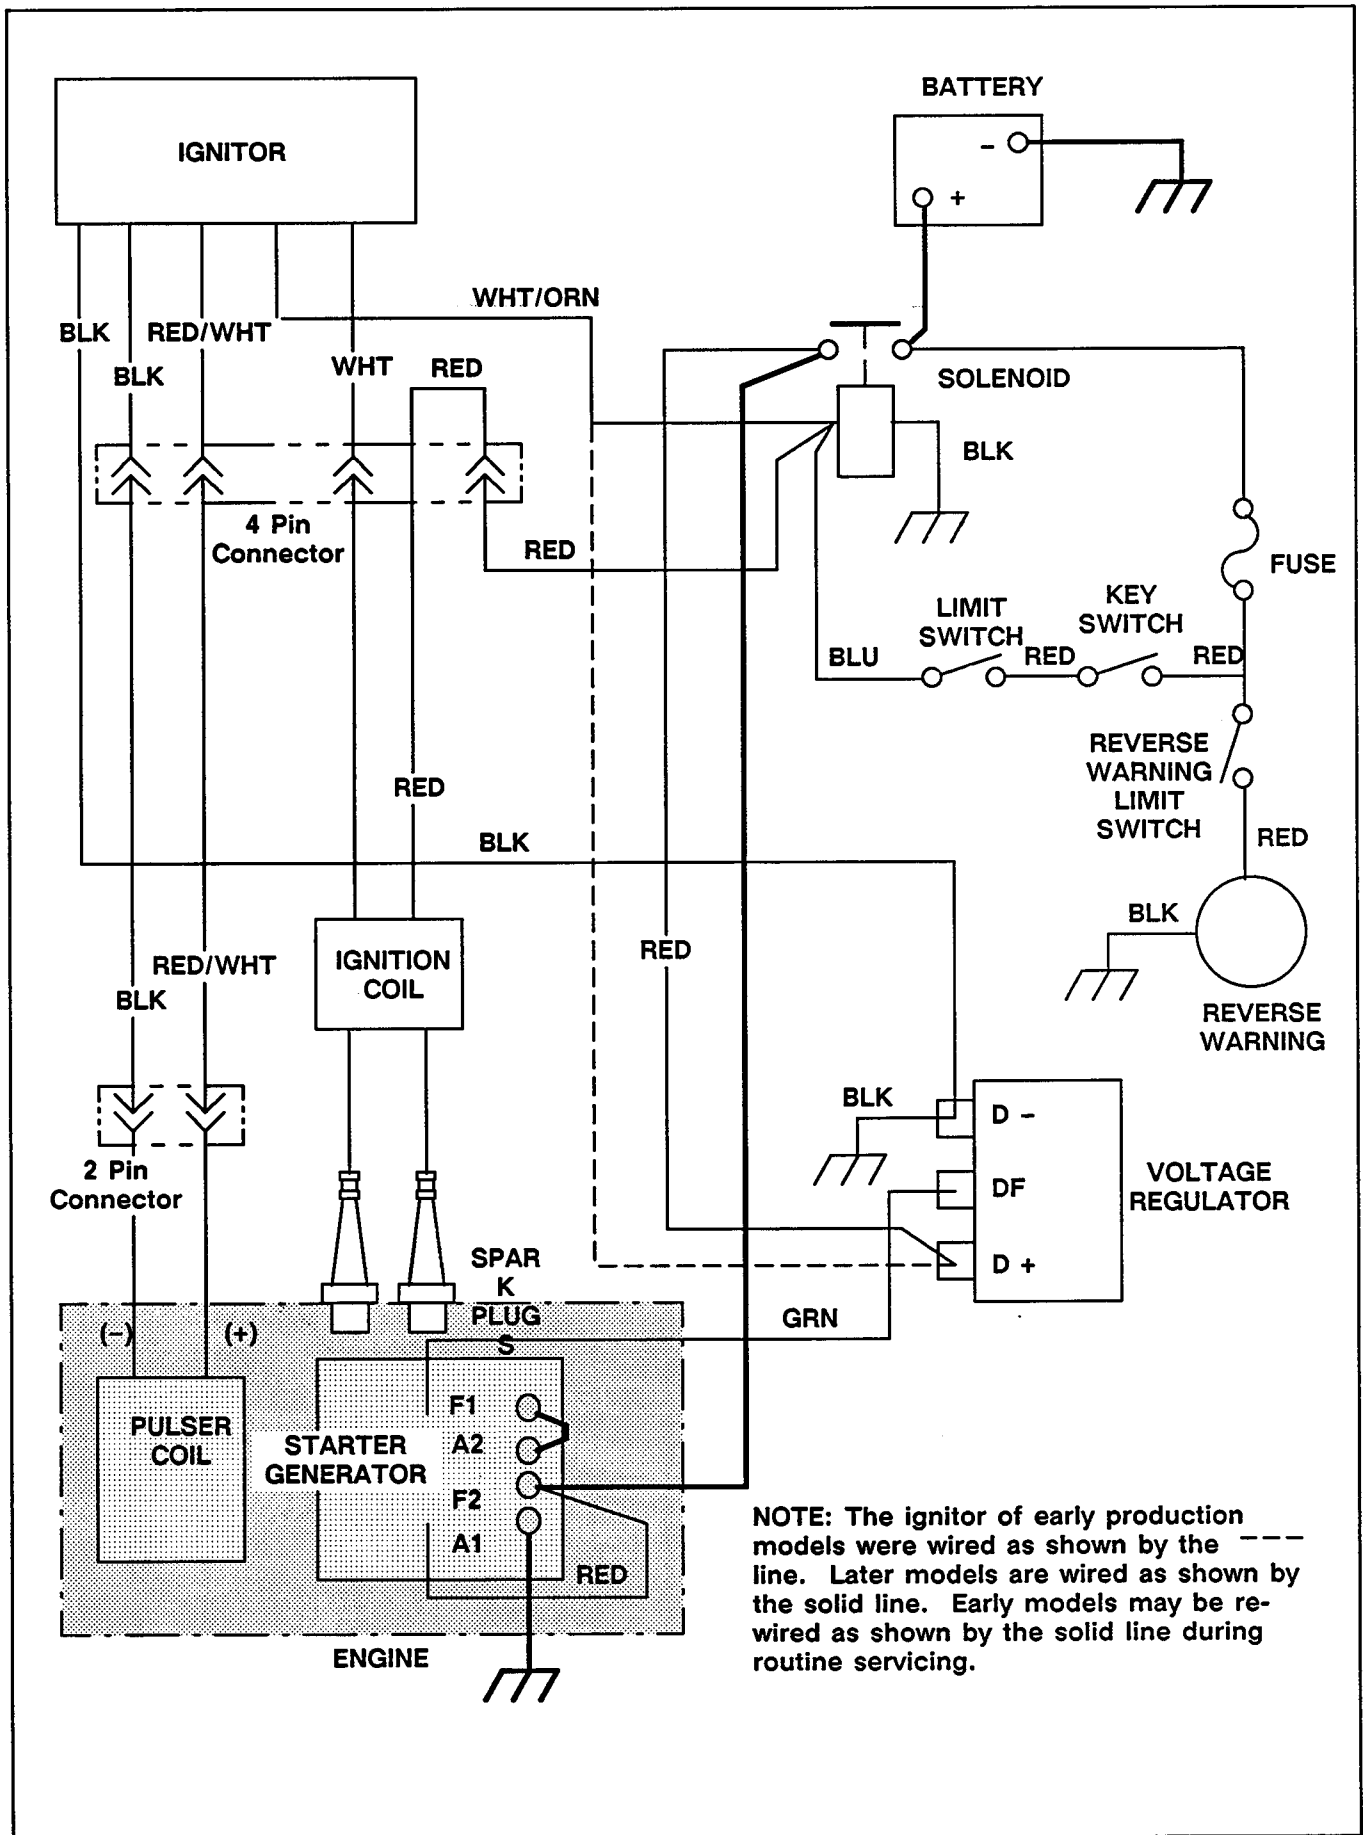 BATTERY
IGNITOR
–
+
WHT/ORN
BLK
RED/WHT
BLK
WHT
RED
SOLENOID
BLK
4 Pin
Connector
RED
FUSE
LIMIT
SWITCH
KEY
SWITCH
BLU
RED
RED
REVERSE
WARNING
LIMIT
SWITCH
RED
RED
BLK
BLK
IGNITION
COIL
RED
RED/WHT
BLK
REVERSE
WARNING
BLK
D –
DF
D +
VOLTAGE
REGULATOR
2 Pin
Connector
SPAR
K
PLUG
S
GRN
(–)
(+)
PULSER
COIL
STARTER
GENERATOR
F1
A2
F2
A1
RED
ENGINE
NOTE: The ignitor of early production
models were wired as shown by the ---
line. Later models are wired as shown by
the solid line. Early models may be re-
wired as shown by the solid line during
routine servicing.